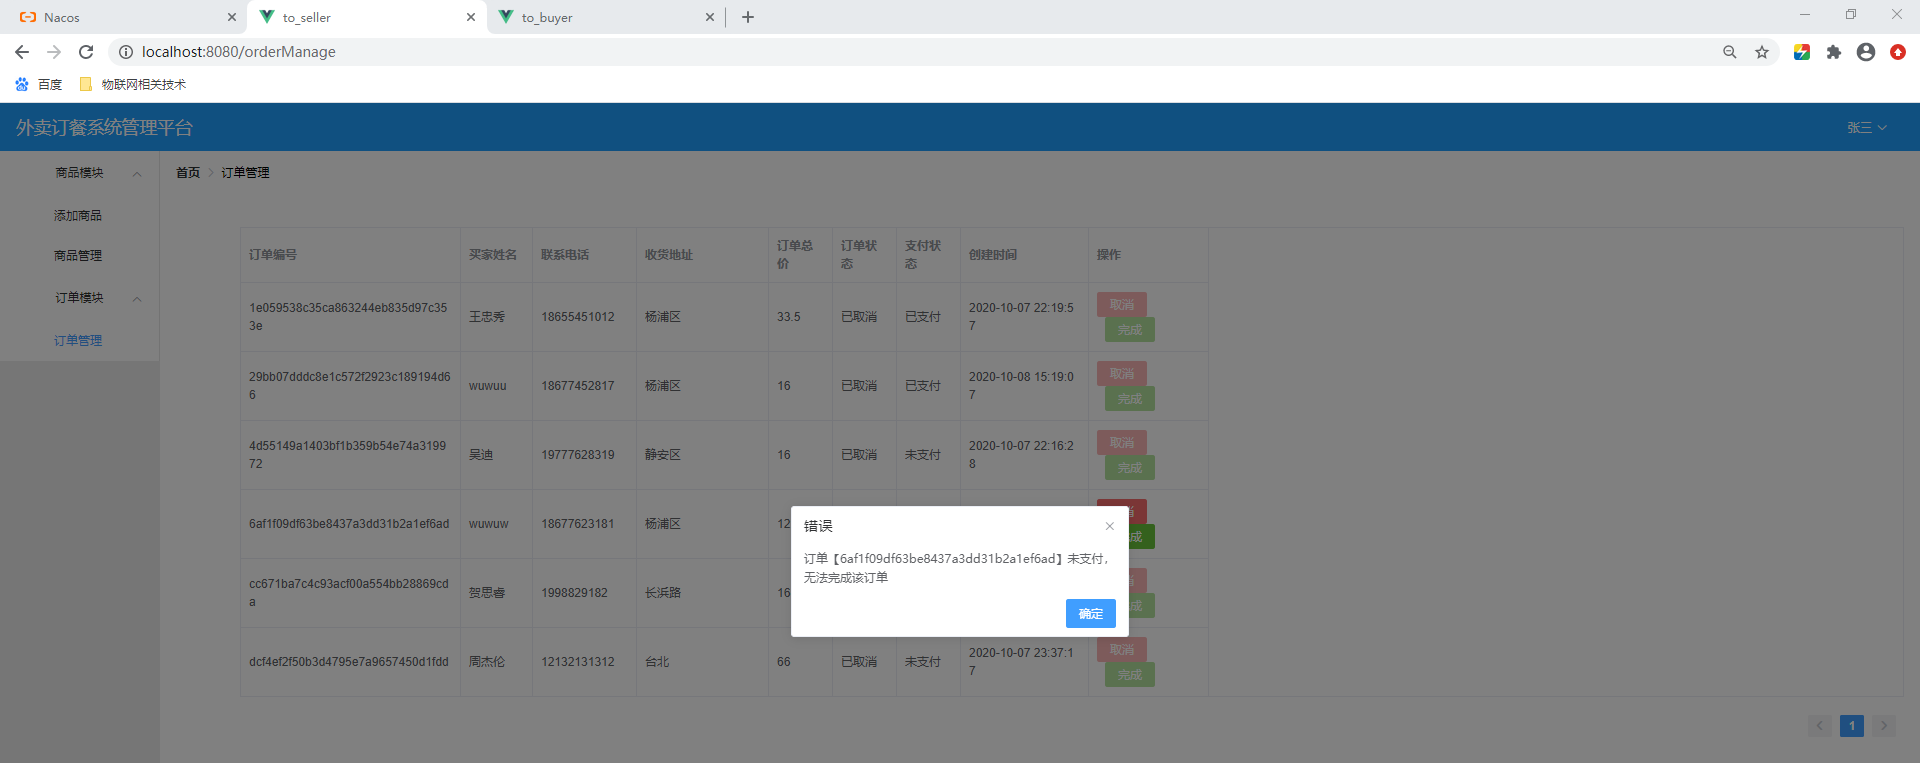 Nacos
to_seller
to_buyer
localhost:8080/orderManage
百度
物联网相关技术
外卖订餐系统管理平台
张三
商品模块
添加商品
商品管理
订单模块
订单管理
首页 > 订单管理
订单编号 买家姓名 联系电话 收货地址 订单总价 订单状态 支付状态 创建时间 操作
1e059538c35ca863244eb835d97c353e 王忠秀 18655451012 杨浦区 33.5 已取消 已支付 2020-10-07 22:19:57 取消 完成
29bb07dddc8e1c572f2923c189194d66 wuwuu 18677452817 杨浦区 16 已取消 已支付 2020-10-08 15:19:07 取消 完成
4d55149a1403bf1b359b54e74a319972 吴迪 19777628319 静安区 16 已取消 未支付 2020-10-07 22:16:28 取消 完成
6af1f09df63be8437a3dd31b2a1ef6ad wuwuw 18677623181 杨浦区 12 成
cc671ba7c4c93acf00a554bb28869cda 贺思睿 1998829182 长浜路 16 成
dcf4ef2f50b3d4795e7a9657450d1fdd 周杰伦 12132131312 台北 66 已取消 未支付 2020-10-07 23:37:17 取消 完成
错误
订单【6af1f09df63be8437a3dd31b2a1ef6ad】未支付，
无法完成该订单
确定
1